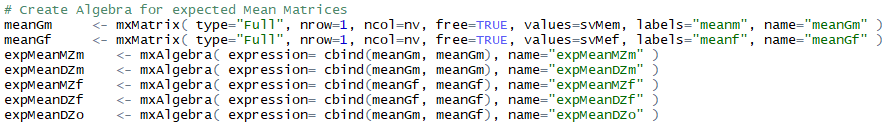 # Create Algebra for expected Mean Matrices
meanGm <- mxMatrix( type="Full", nrow=1, ncol=nv, free=TRUE, values=svMem, labels="meanm", name="meanGm" )
meanGf <- mxMatrix( type="Full", nrow=1, ncol=nv, free=TRUE, values=svMef, labels="meanf", name="meanGf" )
expMeanMZm <- mxAlgebra( expression= cbind(meanGm, meanGm), name="expMeanMZm" )
expMeanDZm <- mxAlgebra( expression= cbind(meanGm, meanGm), name="expMeanDZm" )
expMeanMZf <- mxAlgebra( expression= cbind(meanGf, meanGf), name="expMeanMZf" )
expMeanDZf <- mxAlgebra( expression= cbind(meanGf, meanGf), name="expMeanDZf" )
expMeanDZo <- mxAlgebra( expression= cbind(meanGm, meanGf), name="expMeanDZo" )